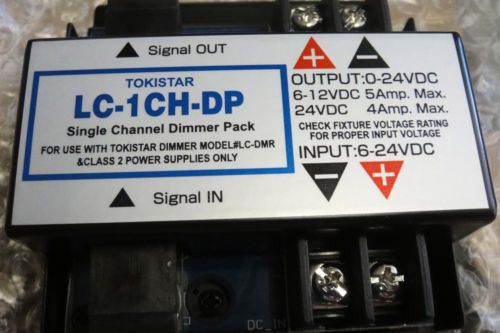 Signal OUT
TOKISTAR
LC-1CH-DP
Single Channel Dimmer Pack
FOR USE WITH TOKISTAR DIMMER MODEL#LC-DMR
&CLASS 2 POWER SUPPLIES ONLY
Signal IN
+ −
OUTPUT:0-24VDC
6-12VDC 5Amp. Max.
24VDC 4Amp. Max.
CHECK FIXTURE VOLTAGE RATING
FOR PROPER INPUT VOLTAGE
INPUT:6-24VDC
− +
DC_IN